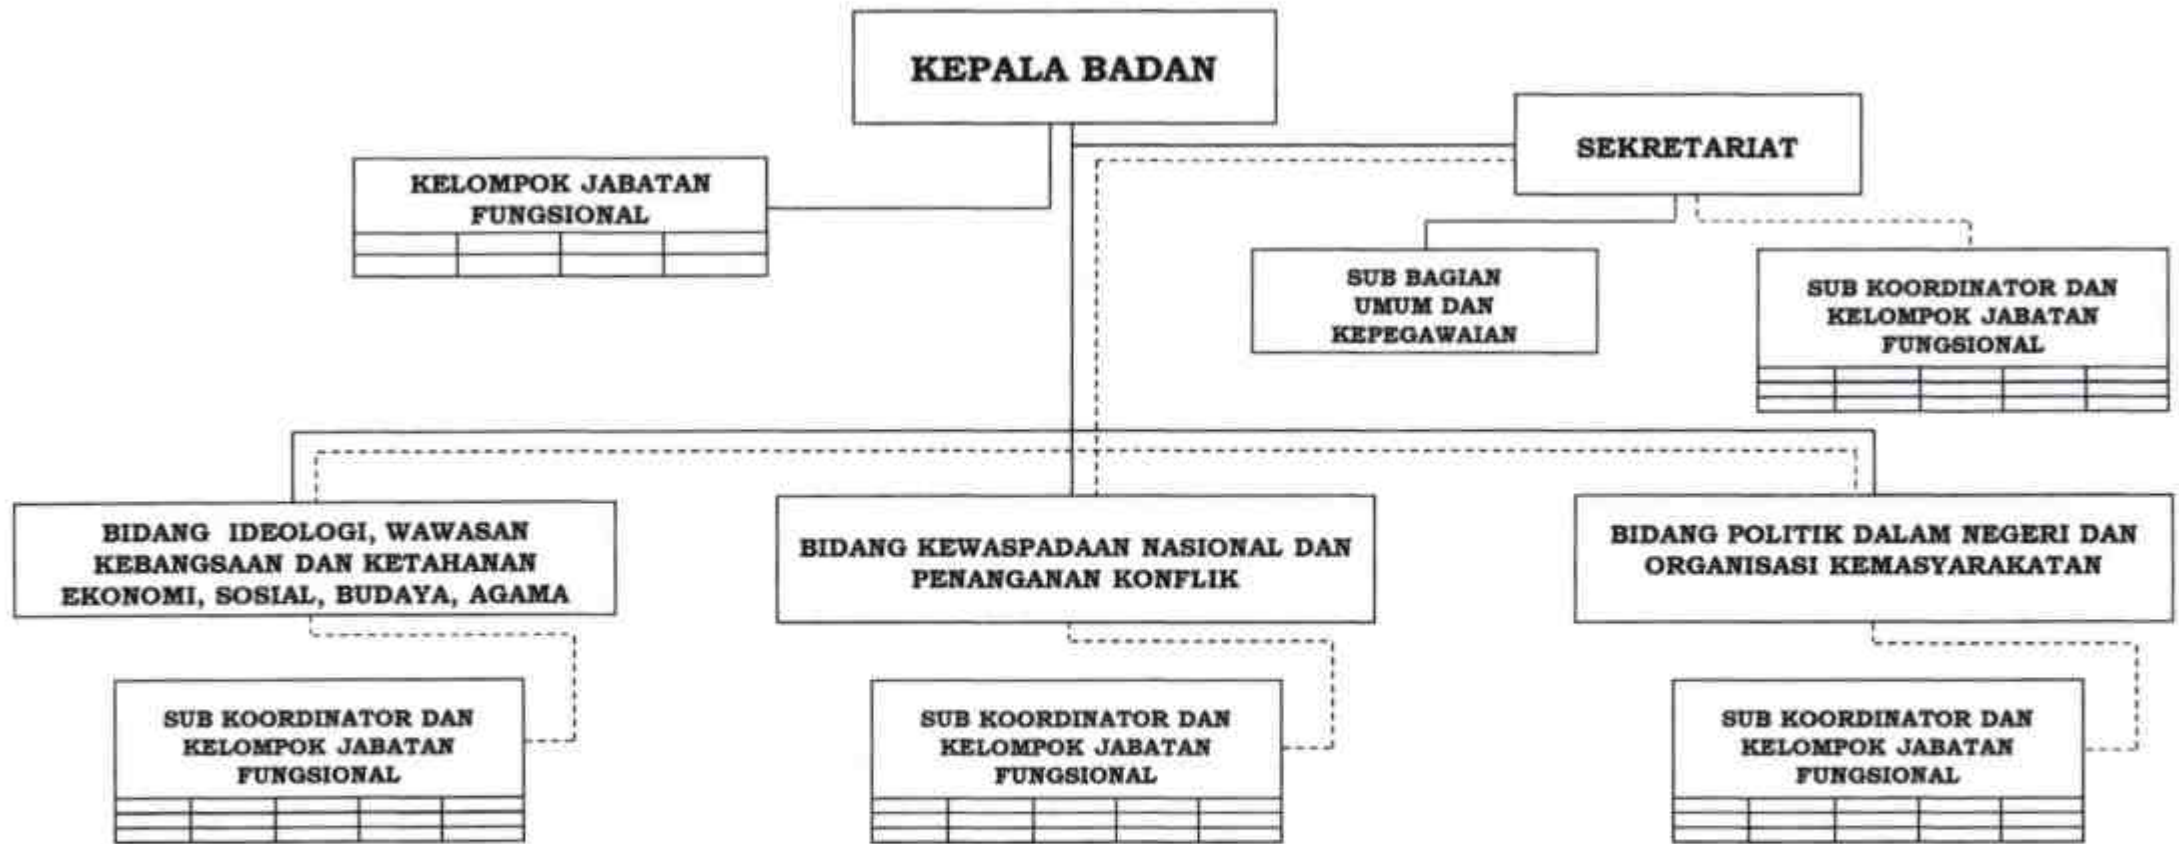 KEPALA BADAN
SEKRETARIAT
KELOMPOK JABATAN
FUNGSIONAL
SUB BAGIAN
UMUM DAN
KEPEGAWAIAN
SUB KOORDINATOR DAN
KELOMPOK JABATAN
FUNGSIONAL
BIDANG IDEOLOGI, WAWASAN
KEBANGSAAN DAN KETAHANAN
EKONOMI, SOSIAL, BUDAYA, AGAMA
BIDANG KEWASPADAAN NASIONAL DAN
PENANGANAN KONFLIK
BIDANG POLITIK DALAM NEGERI DAN
ORGANISASI KEMASYARAKATAN
SUB KOORDINATOR DAN
KELOMPOK JABATAN
FUNGSIONAL
SUB KOORDINATOR DAN
KELOMPOK JABATAN
FUNGSIONAL
SUB KOORDINATOR DAN
KELOMPOK JABATAN
FUNGSIONAL